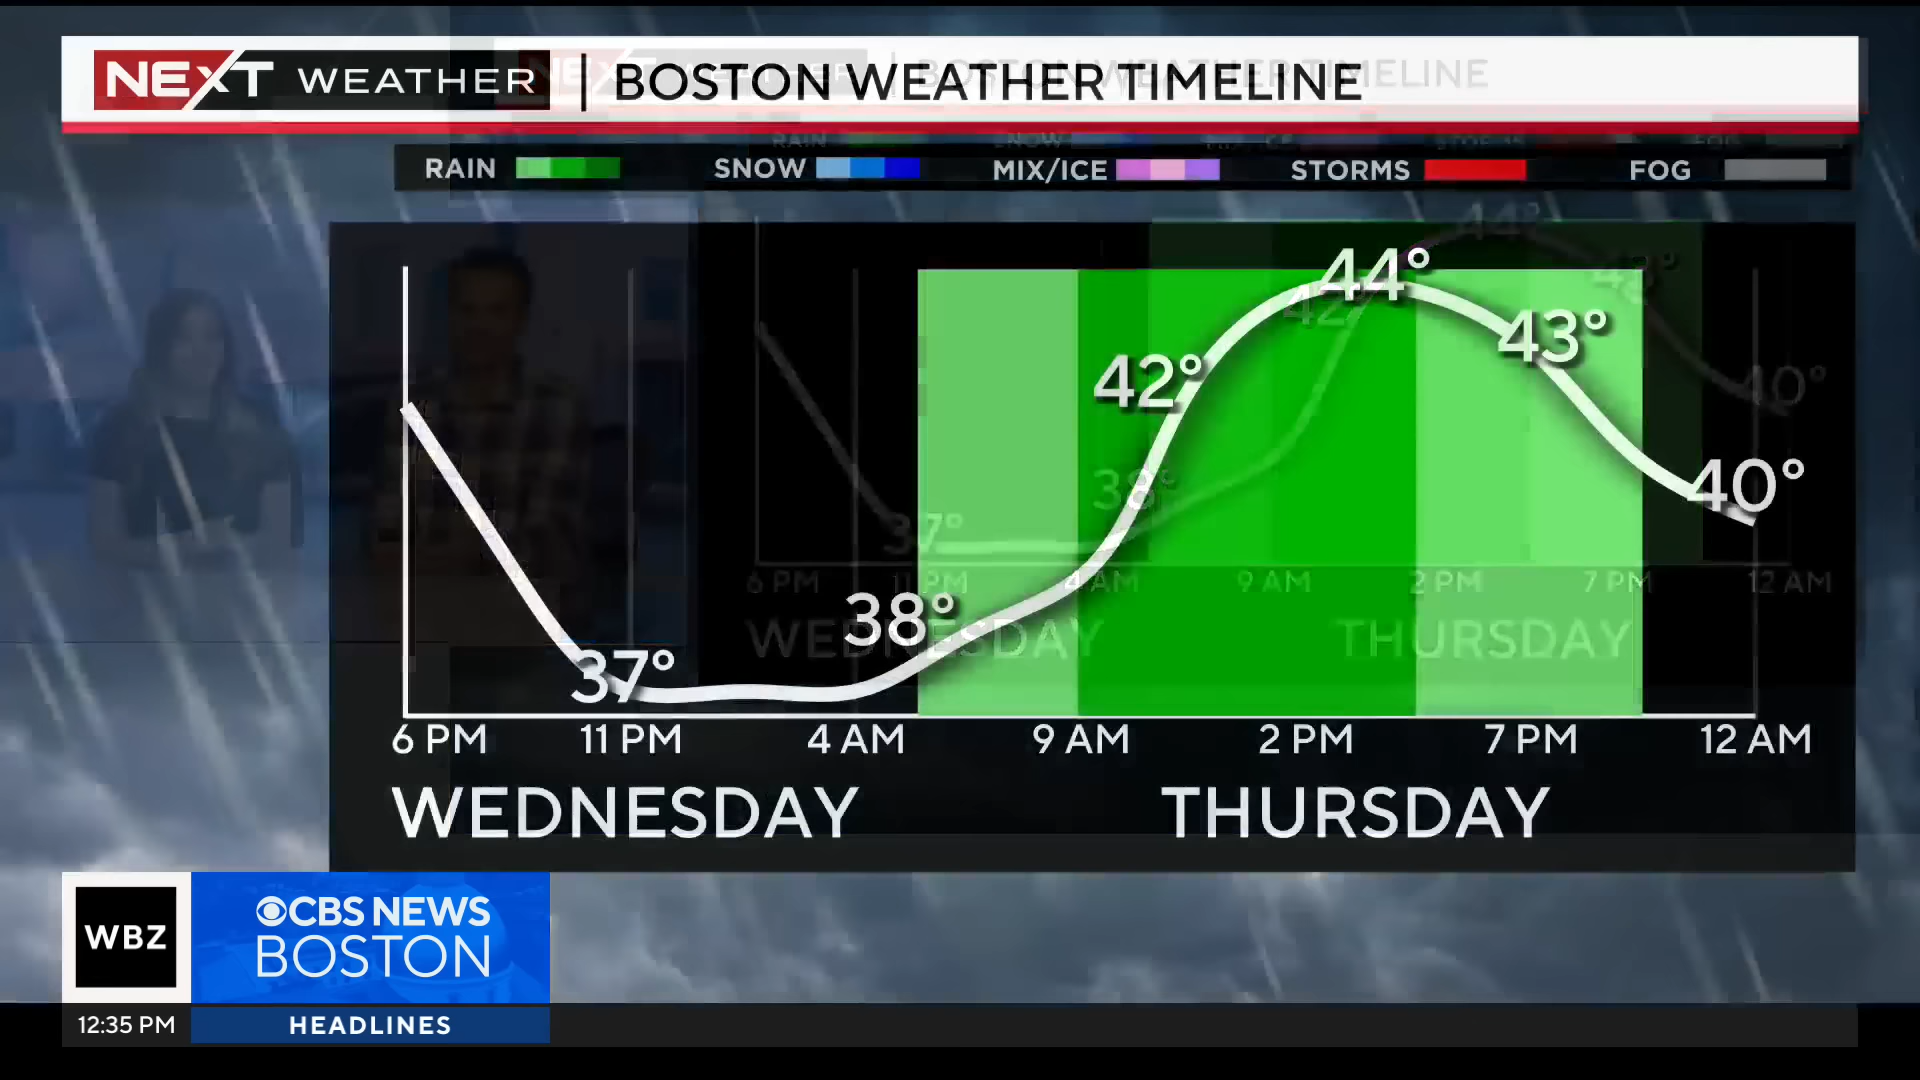 NEXT WEATHER | BOSTON WEATHER TIMELINE
RAIN SNOW MIX/ICE STORMS FOG
44°
43°
42°
40°
38°
37°
6 PM 11 PM 4 AM 9 AM 2 PM 7 PM 12 AM
WEDNESDAY THURSDAY
WBZ
CBS NEWS
BOSTON
12:35 PM HEADLINES